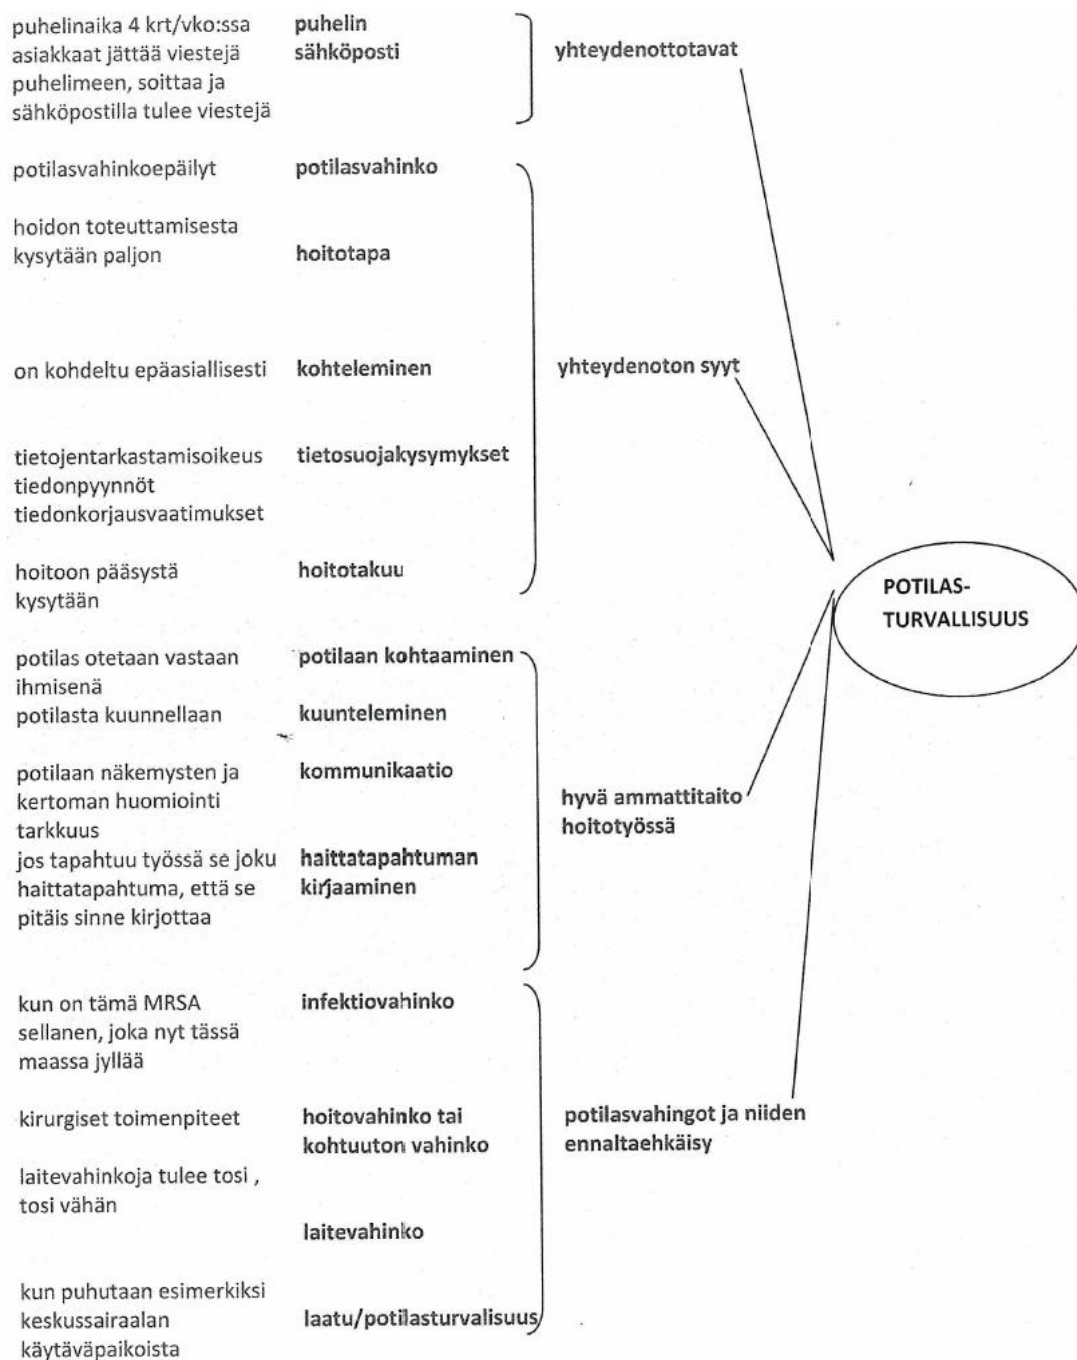 puhelinaika 4 krt/vko:ssa
asiakkaat jättää viestejä
puhelimeen, soittaa ja
sähköpostilla tulee viestejä
puhelin
sähköposti
yhteydenottotavat
potilasvahinkoepäilyt
potilasvahinko
hoidon toteuttamisesta
kysytään paljon
hoitotapa
on kohdeltu epäasiallisesti
kohteleminen
yhteydenoton syyt
tietojentarkastamisoikeus
tiedonpyynnöt
tiedonkorjausvaatimukset
tietosuojakysymykset
hoitoon pääsystä
kysytään
hoitotakuu
POTILAS-
TURVALLISUUS
potilas otetaan vastaan
ihmisenä
potilaan kohtaaminen
potilasta kuunnellaan
kuunteleminen
potilaan näkemysten ja
kertoman huomiointi
tarkkuus
kommunikaatio
hyvä ammattitaito
hoitotyössä
jos tapahtuu työssä se joku
haittatapahtuma, että se
pitäis sinne kirjottaa
haittatapahtuman
kirjaaminen
kun on tämä MRSA
sellanen, joka nyt tässä
maassa jyllää
infektiovahinko
kirurgiset toimenpiteet
hoitovahinko tai
kohtuuton vahinko
potilasvahingot ja niiden
ennaltaehkäisy
laitevahinkoja tulee tosi ,
tosi vähän
laitevahinko
kun puhutaan esimerkiksi
keskussairaalan
käytäväpaikoista
laatu/potilasturvalisuus